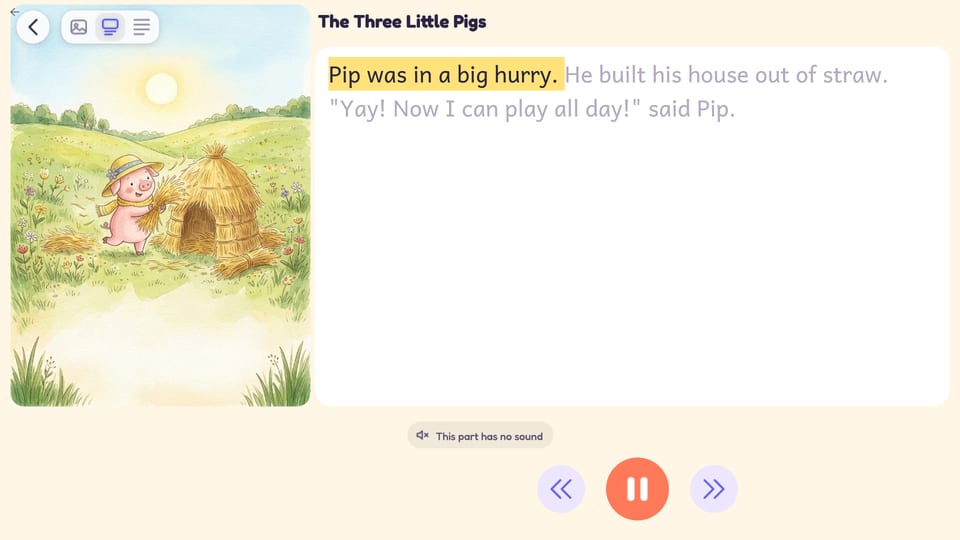 The Three Little Pigs
Pip was in a big hurry. He built his house out of straw.
"Yay! Now I can play all day!" said Pip.
This part has no sound